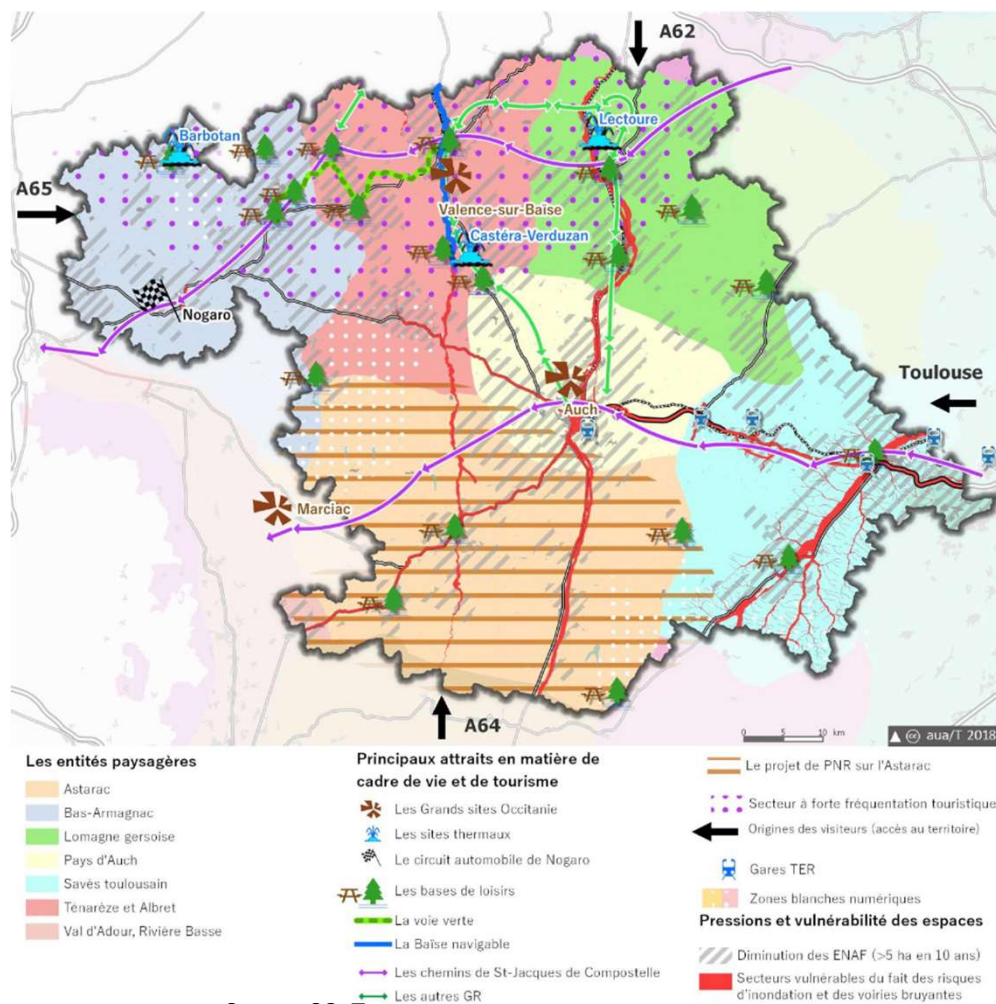 A62
Lectoure
Barbotan
A65
Valence-sur-Baïse
Castéra-Verduzan
Nogaro
Toulouse
Auch
Marciac
A64
0 5 10 km
aua/T 2018
Les entités paysagères
Astarac
Bas-Armagnac
Lomagne gersoise
Pays d'Auch
Savès toulousain
Ténarèze et Albret
Val d'Adour, Rivière Basse
Principaux attraits en matière de
cadre de vie et de tourisme
Les Grands sites Occitanie
Les sites thermaux
Le circuit automobile de Nogaro
Les bases de loisirs
La voie verte
La Baïse navigable
Les chemins de St-Jacques de Compostelle
Les autres GR
Le projet de PNR sur l'Astarac
Secteur à forte fréquentation touristique
Origines des visiteurs (accès au territoire)
Gares TER
Zones blanches numériques
Pressions et vulnérabilité des espaces
Diminution des ENAF (>5 ha en 10 ans)
Secteurs vulnérables du fait des risques
d'inondation et des voiries bruyantes